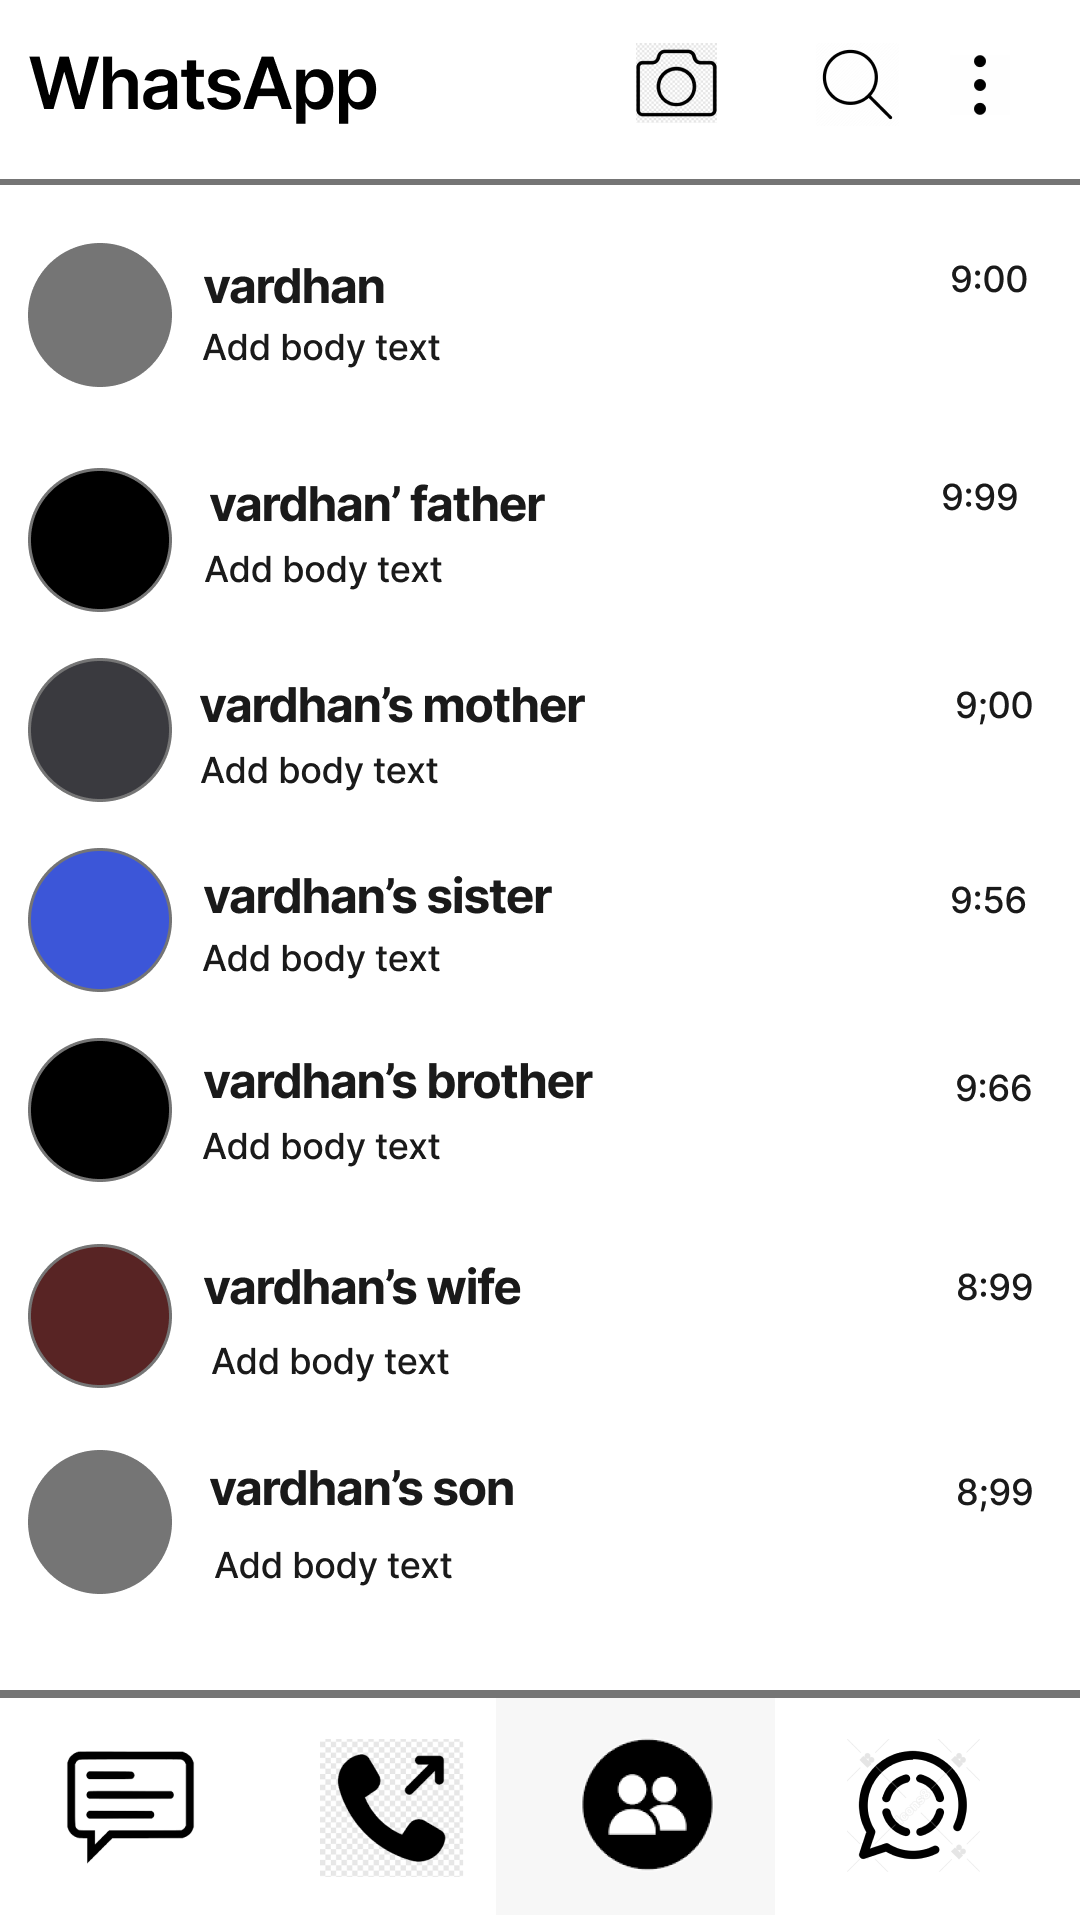 WhatsApp
vardhan
9:00
Add body text
vardhan’ father
9:99
Add body text
vardhan’s mother
9;00
Add body text
vardhan’s sister
9:56
Add body text
vardhan’s brother
9:66
Add body text
vardhan’s wife
8:99
Add body text
vardhan’s son
8;99
Add body text